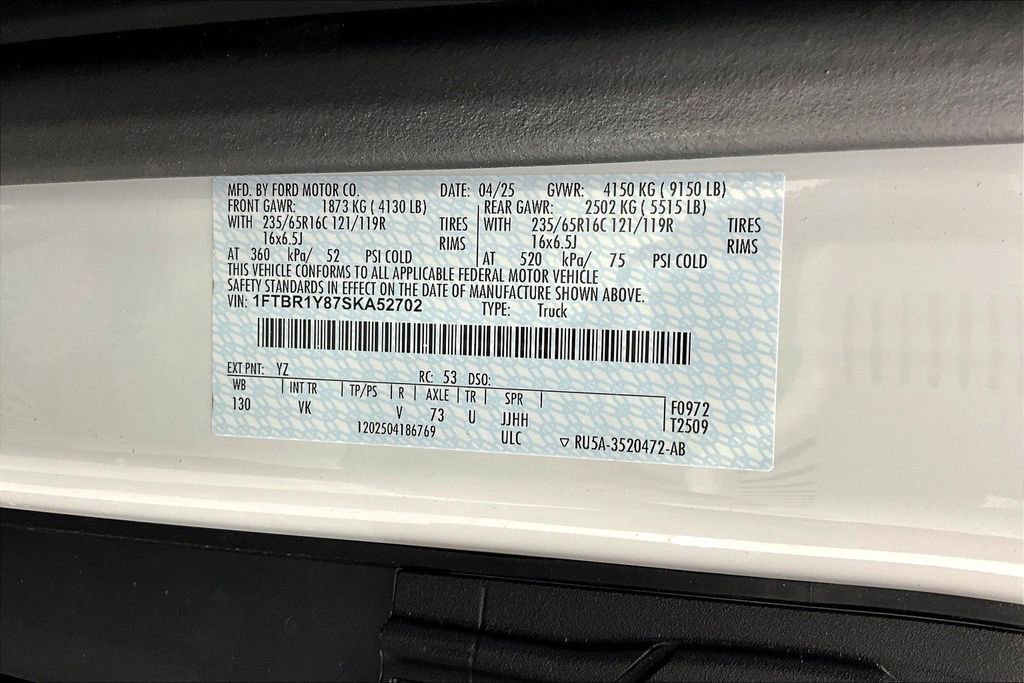 MFD. BY FORD MOTOR CO. DATE: 04/25 GVWR: 4150 KG ( 9150 LB)
FRONT GAWR: 1873 KG ( 4130 LB) REAR GAWR: 2502 KG ( 5515 LB)
WITH 235/65R16C 121/119R TIRES WITH 235/65R16C 121/119R TIRES
16x6.5J RIMS 16x6.5J RIMS
AT 360 kPa/ 52 PSI COLD AT 520 kPa/ 75 PSI COLD
THIS VEHICLE CONFORMS TO ALL APPLICABLE FEDERAL MOTOR VEHICLE
SAFETY STANDARDS IN EFFECT ON THE DATE OF MANUFACTURE SHOWN ABOVE.
VIN: 1FTBR1Y87SKA52702 TYPE: Truck
EXT PNT: YZ RC: 53 DSO:
WB INT TR TP/PS R AXLE TR SPR F0972
130 VK V 73 U JJHH T2509
1202504186769 ULC ▽ RU5A-3520472-AB